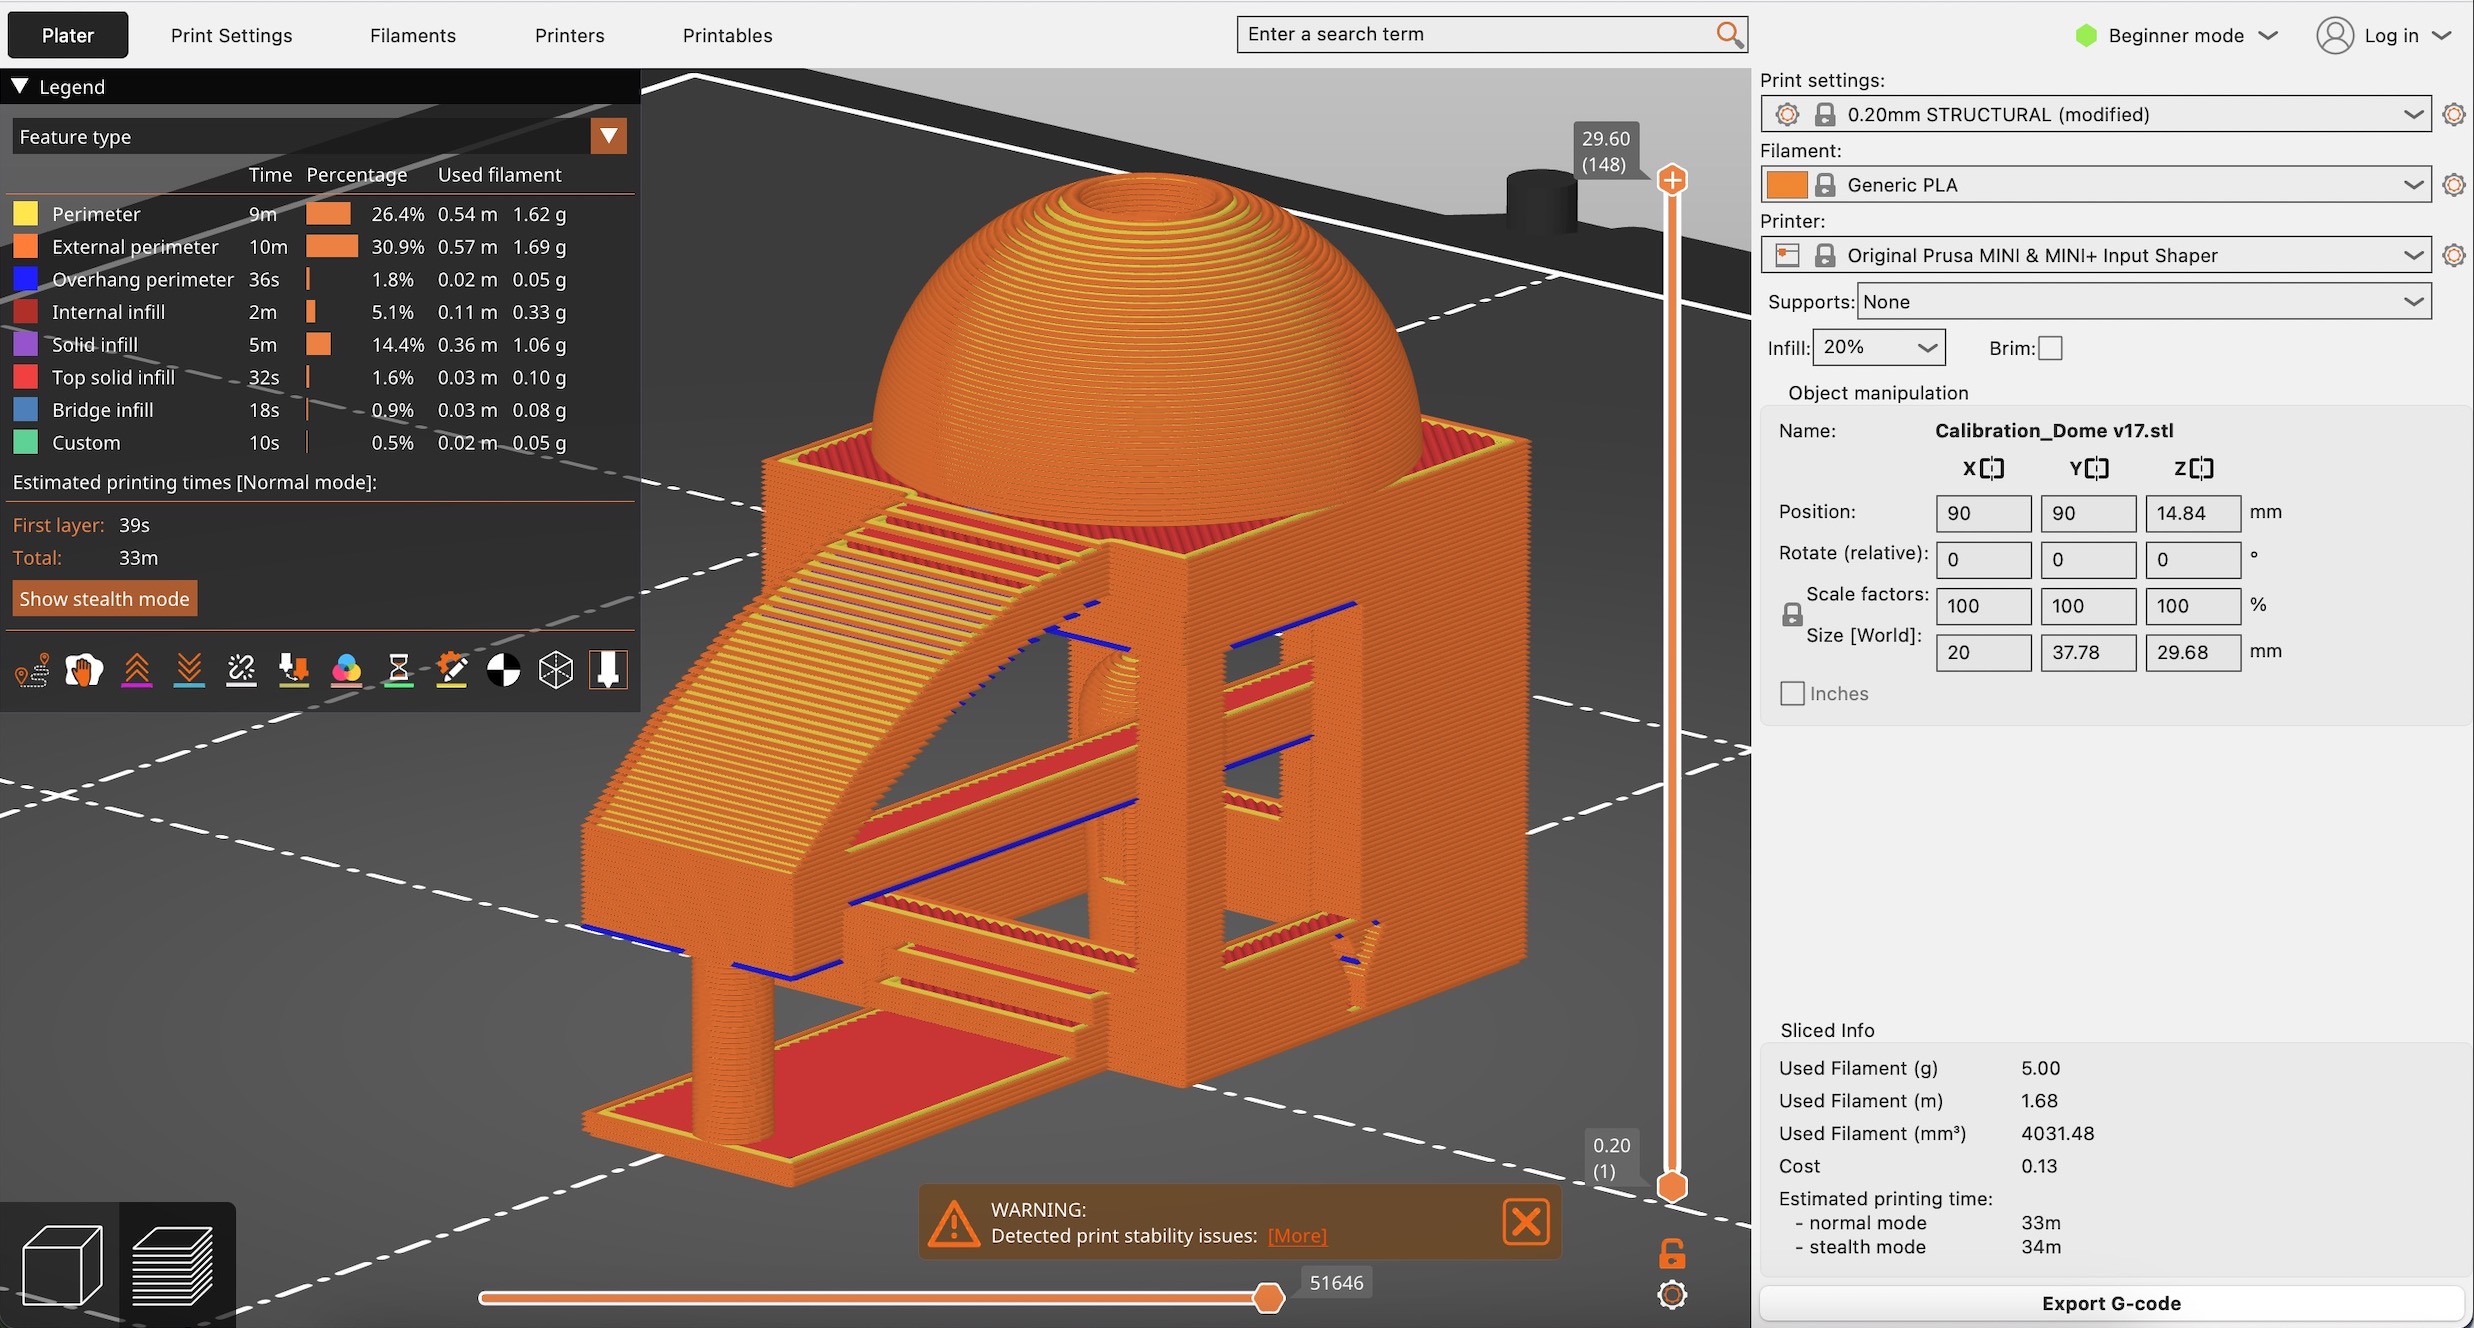 Plater Print Settings Filaments Printers Printables Enter a search term Beginner mode Log in
Legend
Feature type
Time Percentage Used filament
Perimeter 9m 26.4% 0.54 m 1.62 g
External perimeter 10m 30.9% 0.57 m 1.69 g
Overhang perimeter 36s 1.8% 0.02 m 0.05 g
Internal infill 2m 5.1% 0.11 m 0.33 g
Solid infill 5m 14.4% 0.36 m 1.06 g
Top solid infill 32s 1.6% 0.03 m 0.10 g
Bridge infill 18s 0.9% 0.03 m 0.08 g
Custom 10s 0.5% 0.02 m 0.05 g
Estimated printing times [Normal mode]:
First layer: 39s
Total: 33m
Show stealth mode
29.60
(148)
0.20
(1)
WARNING:
Detected print stability issues: [More]
51646
Print settings:
0.20mm STRUCTURAL (modified)
Filament:
Generic PLA
Printer:
Original Prusa MINI & MINI+ Input Shaper
Supports: None
Infill: 20% Brim:
Object manipulation
Name: Calibration_Dome v17.stl
X Y Z
Position: 90 90 14.84 mm
Rotate (relative): 0 0 0 °
Scale factors: 100 100 100 %
Size [World]: 20 37.78 29.68 mm
Inches
Sliced Info
Used Filament (g) 5.00
Used Filament (m) 1.68
Used Filament (mm³) 4031.48
Cost 0.13
Estimated printing time:
- normal mode 33m
- stealth mode 34m
Export G-code